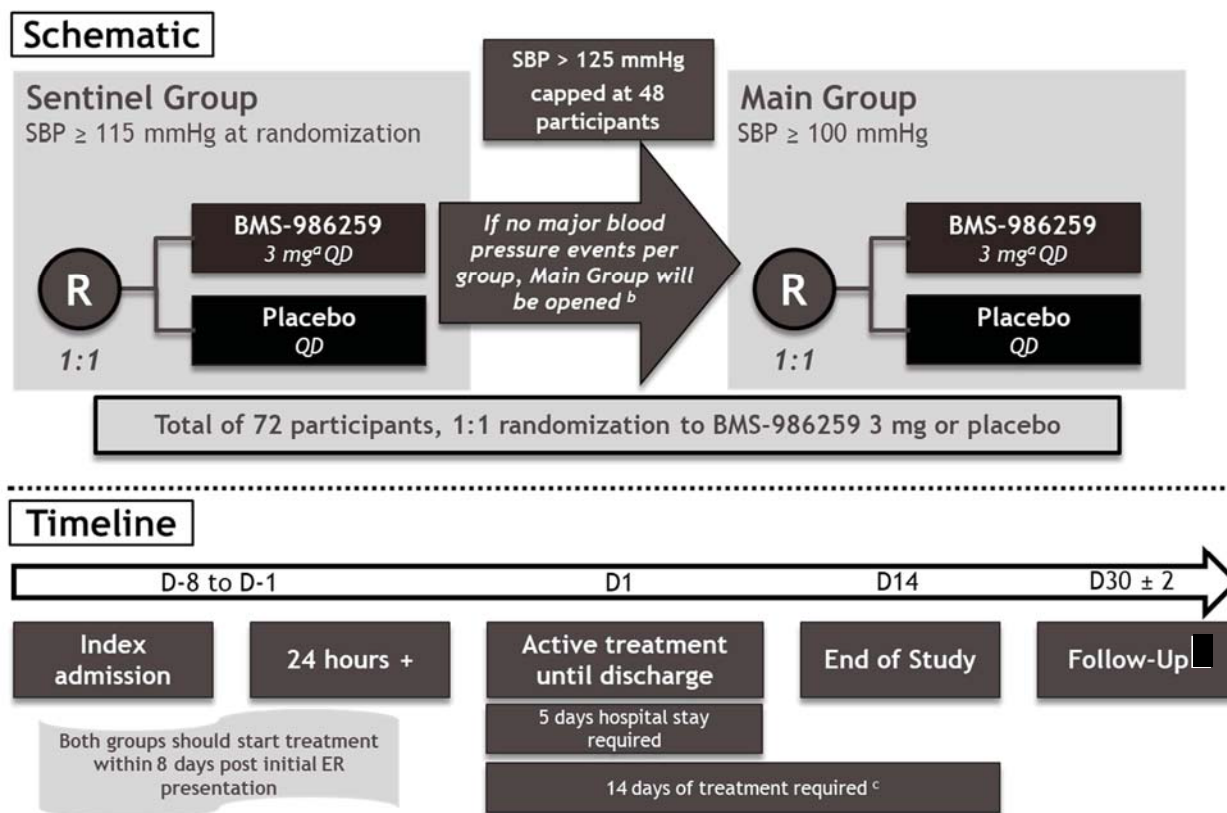 Schematic
Sentinel Group
SBP ≥ 115 mmHg at randomization
R
1:1
BMS-986259
3 mgᵃ QD
Placebo
QD
SBP > 125 mmHg
capped at 48
participants
If no major blood
pressure events per
group, Main Group will
be opened ᵇ
Main Group
SBP ≥ 100 mmHg
R
1:1
BMS-986259
3 mgᵃ QD
Placebo
QD
Total of 72 participants, 1:1 randomization to BMS-986259 3 mg or placebo
Timeline
D-8 to D-1
D1
D14
D30 ± 2
Index
admission
24 hours +
Active treatment
until discharge
End of Study
Follow-Up
5 days hospital stay
required
Both groups should start treatment
within 8 days post initial ER
presentation
14 days of treatment required ᶜ